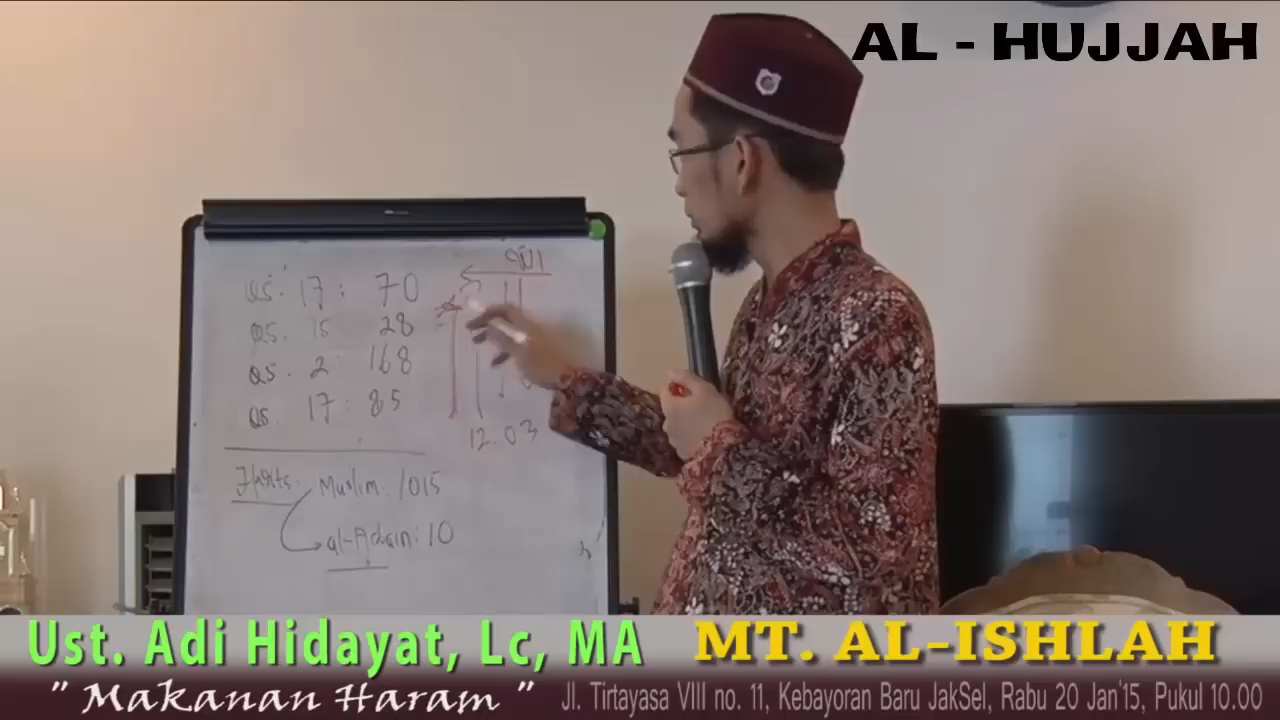 AL - HUJJAH
QS. 17 : 70
QS. 15 28
QS. 2 : 168
QS. 17 : 85
12.03
Muslim: 1015
al-Adain: 10
Ust. Adi Hidayat, Lc, MA
MT. AL-ISHLAH
" Makanan Haram "
Jl. Tirtayasa VIII no. 11, Kebayoran Baru JakSel, Rabu 20 Jan'15, Pukul 10.00